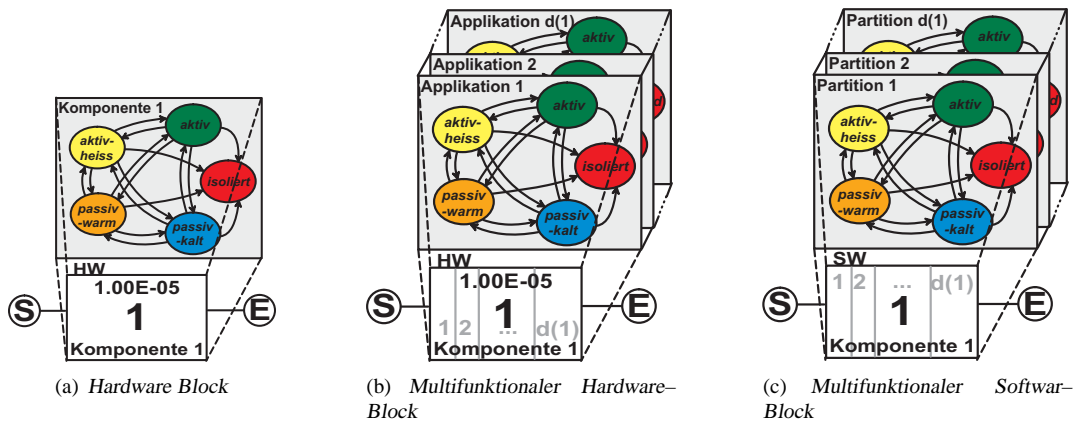 Komponente 1
aktiv
aktiv-
heiss
isoliert
passiv
-warm
passiv
-kalt
HW
1.00E-05
S
1
E
Komponente 1
(a) Hardware Block
Applikation d(1)
aktiv
Applikation 2
Applikation 1
aktiv
aktiv-
heiss
isoliert
passiv
-warm
passiv
-kalt
HW
1.00E-05
S
1
E
1 2 ... d(1)
Komponente 1
(b) Multifunktionaler Hardware–
Block
Partition d(1)
aktiv
Partition 2
Partition 1
aktiv
aktiv-
heiss
isoliert
passiv
-warm
passiv
-kalt
SW
1 2 ... d(1)
S
1
E
Komponente 1
(c) Multifunktionaler Softwar–
Block